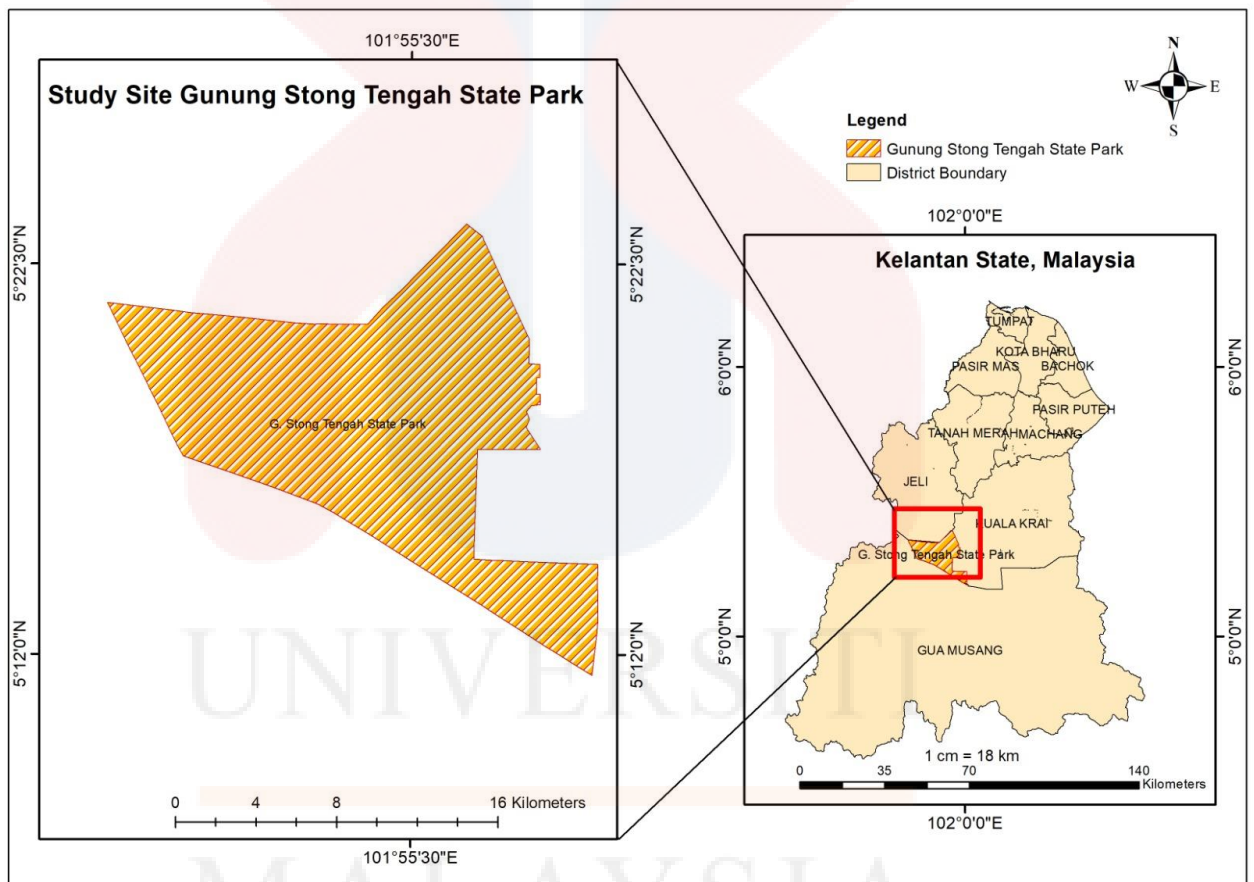 101°55'30"E
Study Site Gunung Stong Tengah State Park
5°22'30"N
5°22'30"N
G. Stong Tengah State Park
5°12'0"N
5°12'0"N
0 4 8 16 Kilometers
101°55'30"E
N
W E
S
Legend
Gunung Stong Tengah State Park
District Boundary
102°0'0"E
Kelantan State, Malaysia
TUMPAT
KOTA BHARU
PASIR MAS
BACHOK
6°0'0"N
6°0'0"N
PASIR PUTEH
TANAH MERAH
MACHANG
JELI
KUALA KRAI
G. Stong Tengah State Park
5°0'0"N
5°0'0"N
GUA MUSANG
1 cm = 18 km
0 35 70 140
Kilometers
102°0'0"E
UNIVERSITI
MALAYSIA